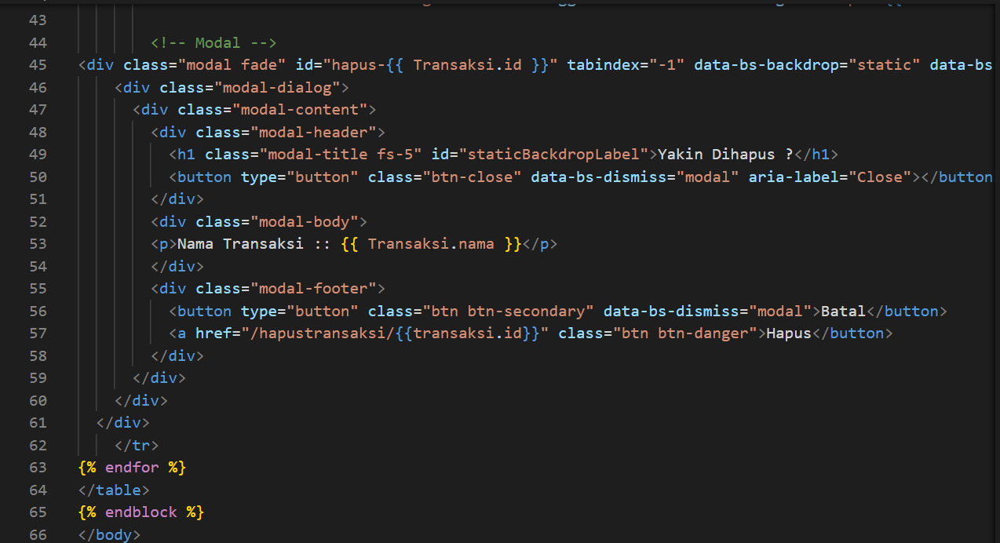 43
44 <!-- Modal -->
45 <div class="modal fade" id="hapus-{{ Transaksi.id }}" tabindex="-1" data-bs-backdrop="static" data-bs
46 <div class="modal-dialog">
47 <div class="modal-content">
48 <div class="modal-header">
49 <h1 class="modal-title fs-5" id="staticBackdropLabel">Yakin Dihapus ?</h1>
50 <button type="button" class="btn-close" data-bs-dismiss="modal" aria-label="Close"></button
51 </div>
52 <div class="modal-body">
53 <p>Nama Transaksi :: {{ Transaksi.nama }}</p>
54 </div>
55 <div class="modal-footer">
56 <button type="button" class="btn btn-secondary" data-bs-dismiss="modal">Batal</button>
57 <a href="/hapustransaksi/{{transaksi.id}}" class="btn btn-danger">Hapus</button>
58 </div>
59 </div>
60 </div>
61 </div>
62 </tr>
63 {% endfor %}
64 </table>
65 {% endblock %}
66 </body>